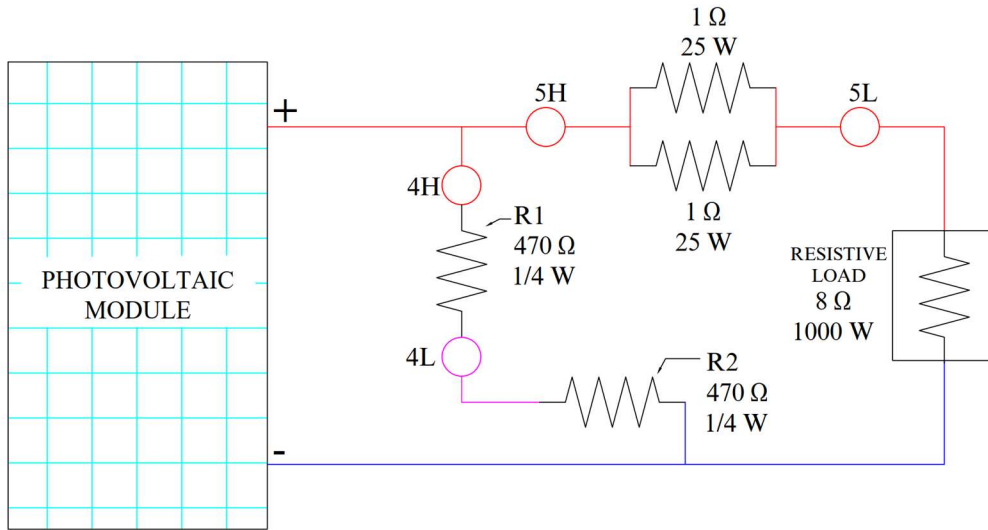 1 Ω
25 W
+
5H
5L
1 Ω
25 W
4H
R1
470 Ω
1/4 W
PHOTOVOLTAIC
MODULE
RESISTIVE
LOAD
8 Ω
1000 W
4L
R2
470 Ω
1/4 W
-